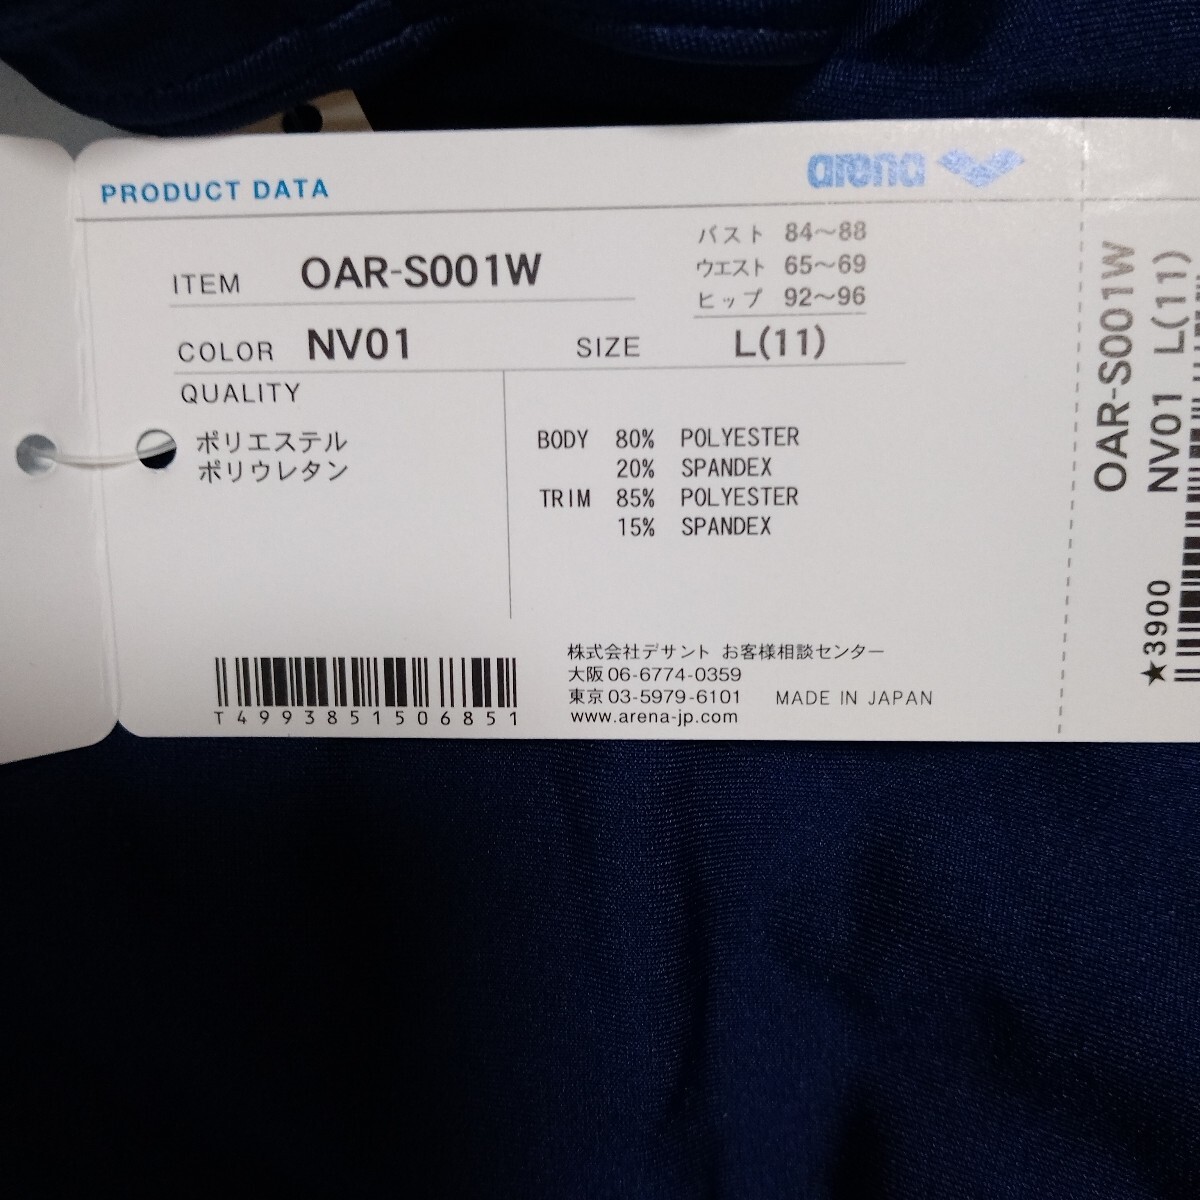 PRODUCT DATA
arena
ITEM OAR-S001W
バスト 84～88
ウエスト 65～69
ヒップ 92～96
COLOR NV01
SIZE L(11)
QUALITY
ポリエステル
ポリウレタン
BODY 80% POLYESTER
20% SPANDEX
TRIM 85% POLYESTER
15% SPANDEX
T4993851506851
株式会社デサント お客様相談センター
大阪 06-6774-0359
東京 03-5979-6101
MADE IN JAPAN
www.arena-jp.com
OAR-S001W
NV01 L(11)
★3900